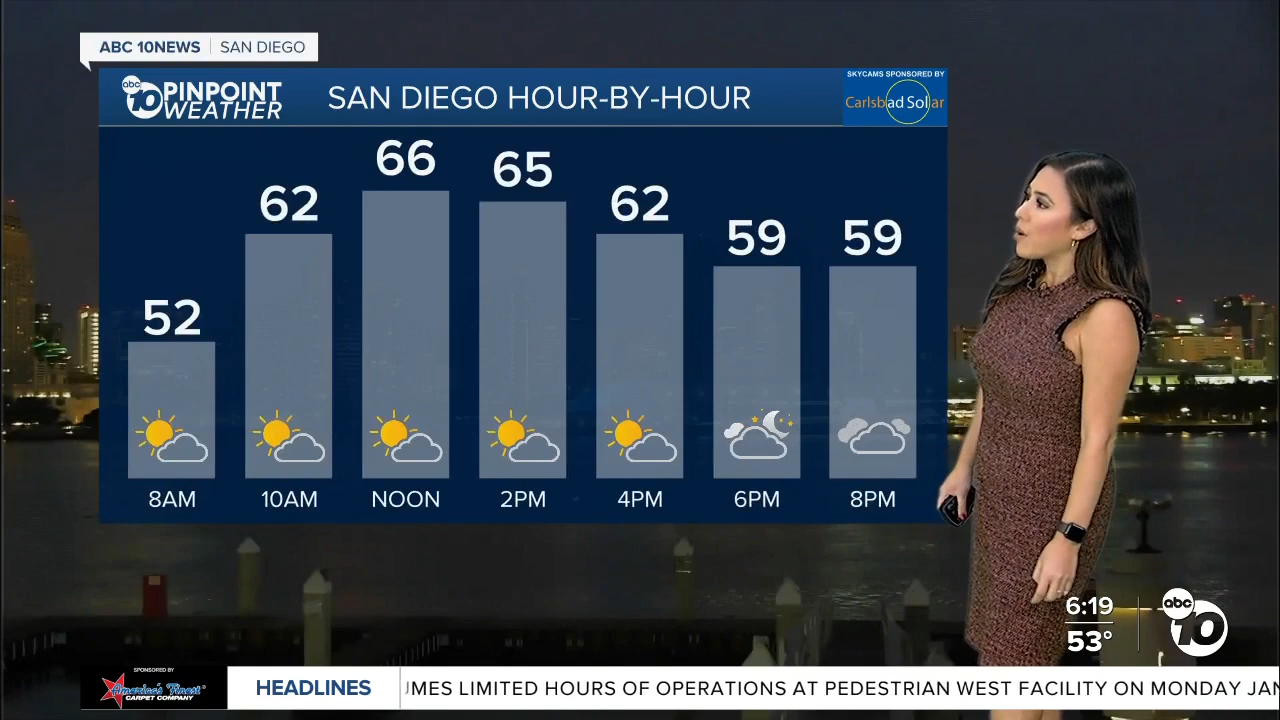 ABC 10NEWS | SAN DIEGO
abc 10 PINPOINT
WEATHER
SAN DIEGO HOUR-BY-HOUR
SKYCAMS SPONSORED BY
Carlsbad Solar
52 62 66 65 62 59 59
8AM 10AM NOON 2PM 4PM 6PM 8PM
6:19
53°
abc 10
SPONSORED BY
America's Finest
CARPET COMPANY
HEADLINES
UMES LIMITED HOURS OF OPERATIONS AT PEDESTRIAN WEST FACILITY ON MONDAY JAN